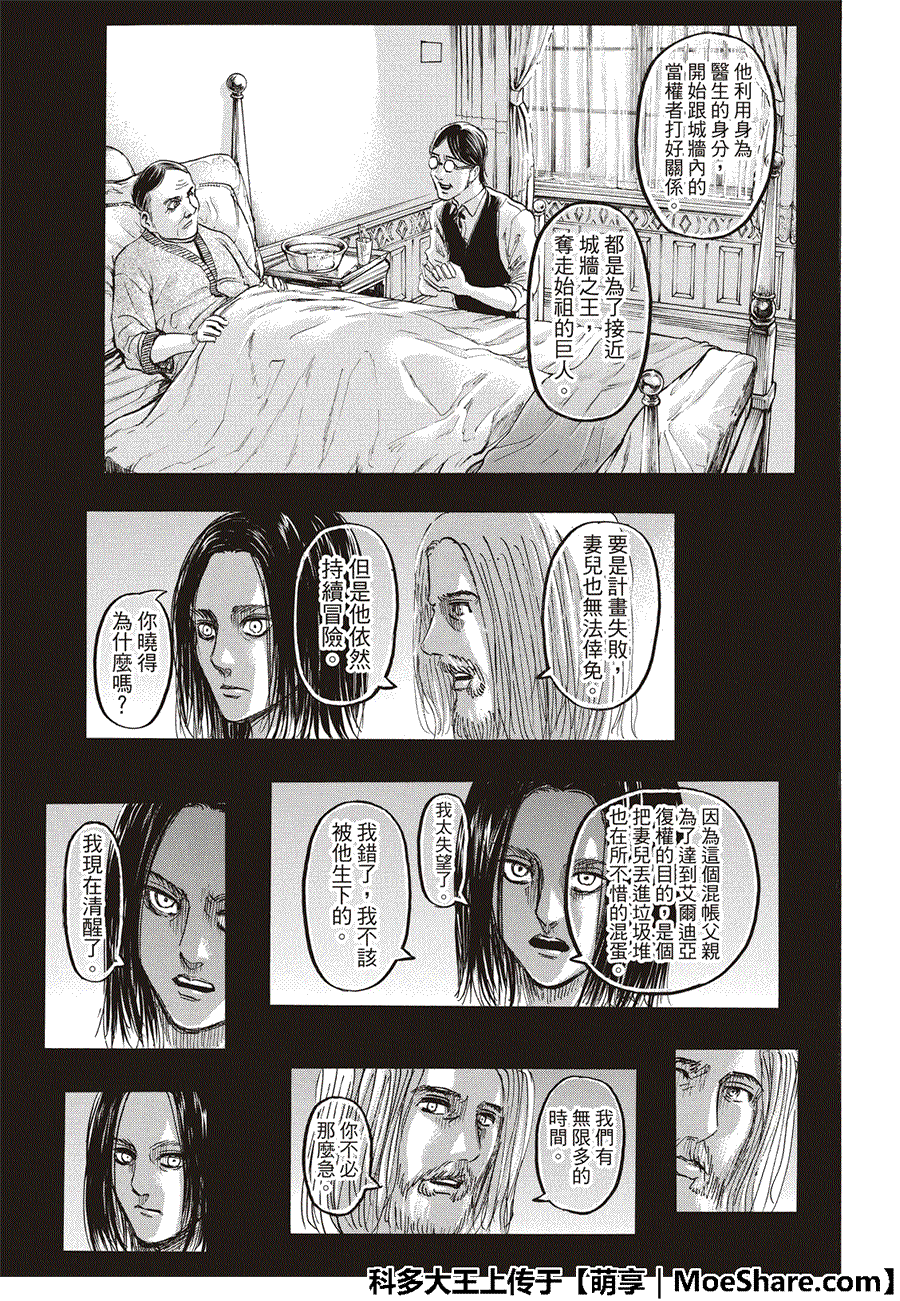 他利用身為
醫生的身分，
開始跟城牆內的
當權者打好關係。
都是為了接近
城牆之王，
奪走始祖的巨人。
要是計畫失敗，
妻兒也無法倖免。
但是他依然
持續冒險。
你曉得
為什麼嗎？
因為這個混帳父親
為了達到艾爾迪亞
復權的目的，是個
把妻兒丟進垃圾堆
也在所不惜的混蛋。
我太失望了。
我錯了，我不該
被他生下的。
我現在清醒了。
我們有
無限多的
時間。
你不必
那麼急。
科多大王上传于【萌享｜MoeShare.com】